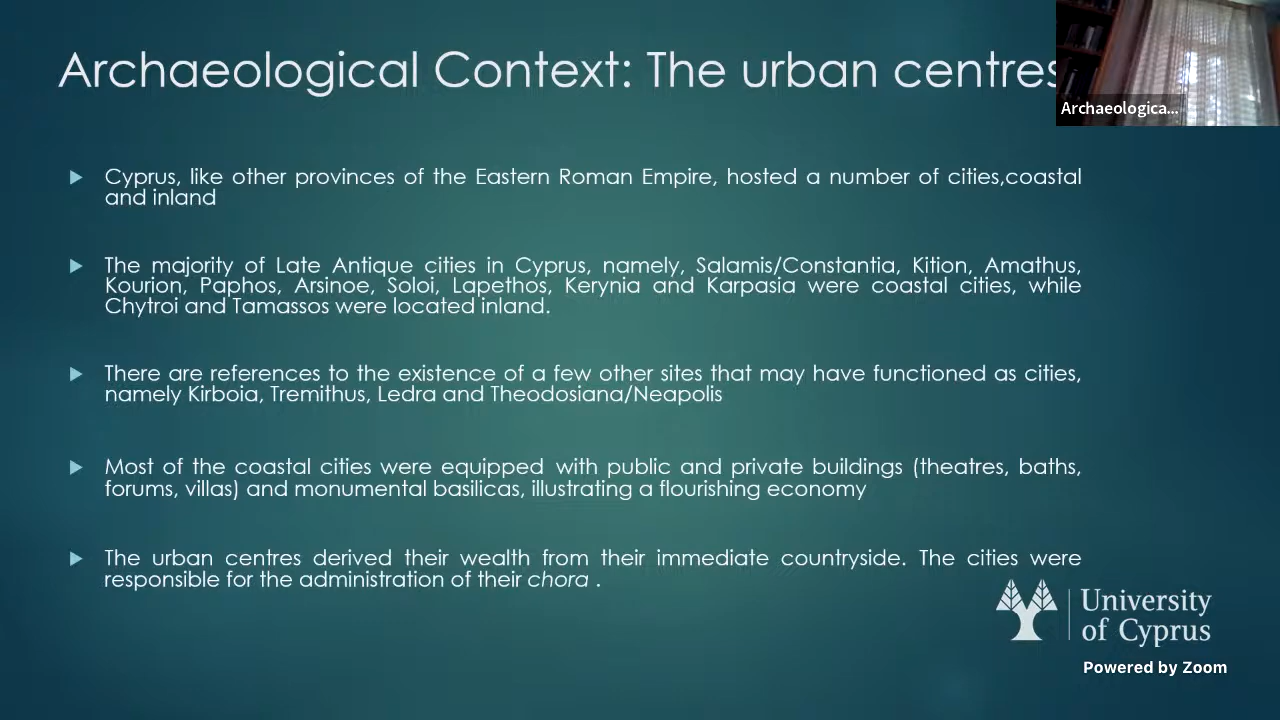 Archaeological Context: The urban centres
Archaeologica...
Cyprus, like other provinces of the Eastern Roman Empire, hosted a number of cities,coastal
and inland
The majority of Late Antique cities in Cyprus, namely, Salamis/Constantia, Kition, Amathus,
Kourion, Paphos, Arsinoe, Soloi, Lapethos, Kerynia and Karpasia were coastal cities, while
Chytroi and Tamassos were located inland.
There are references to the existence of a few other sites that may have functioned as cities,
namely Kirboia, Tremithus, Ledra and Theodosiana/Neapolis
Most of the coastal cities were equipped with public and private buildings (theatres, baths,
forums, villas) and monumental basilicas, illustrating a flourishing economy
The urban centres derived their wealth from their immediate countryside. The cities were
responsible for the administration of their chora .
University
of Cyprus
Powered by Zoom